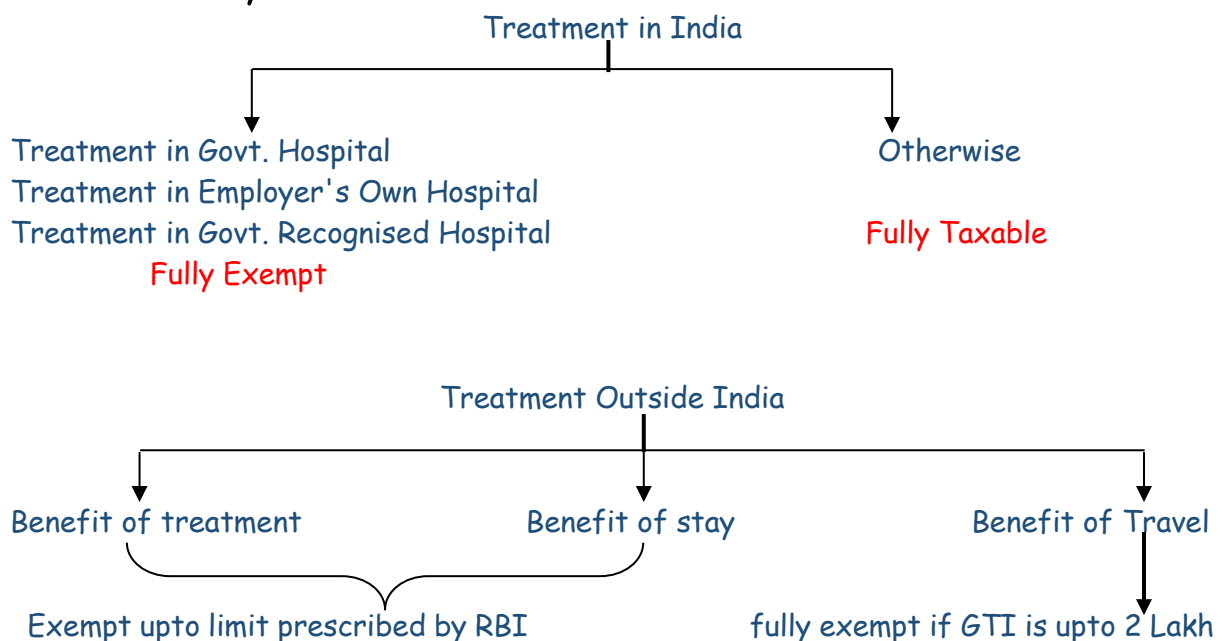 Treatment in India
Treatment in Govt. Hospital Otherwise
Treatment in Employer's Own Hospital
Treatment in Govt. Recognised Hospital Fully Taxable
Fully Exempt
Treatment Outside India
Benefit of treatment Benefit of stay Benefit of Travel
Exempt upto limit prescribed by RBI fully exempt if GTI is upto 2 Lakh